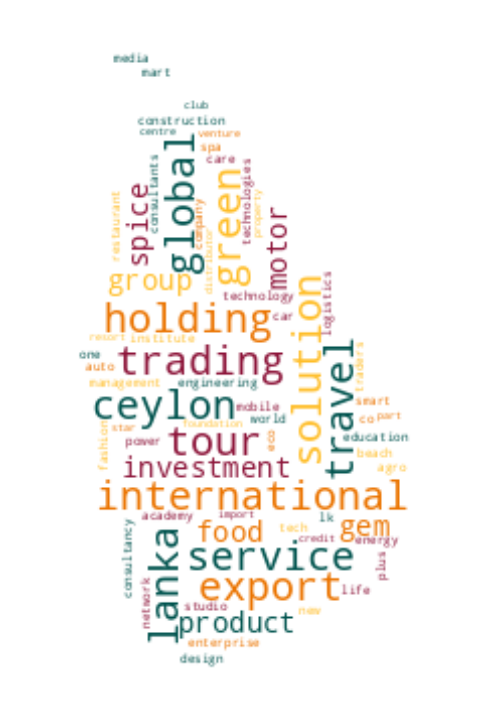 media
mart
club
construction
centre
venture
spa
care
consultants
global
technologies
green
spice
restaurant
company
property
distributor
motor
group
technology
logistics
holding
car
solution
resort
institute
one
trading
travel
traders
auto
management
engineering
ceylon
mobile
smart
world
co
part
star
foundation
fashion
power
tour
eco
education
investment
beach
agro
international
academy
import
lk
food
tech
gem
consultancy
lanka
credit
energy
service
plus
network
export
life
studio
new
product
enterprise
design